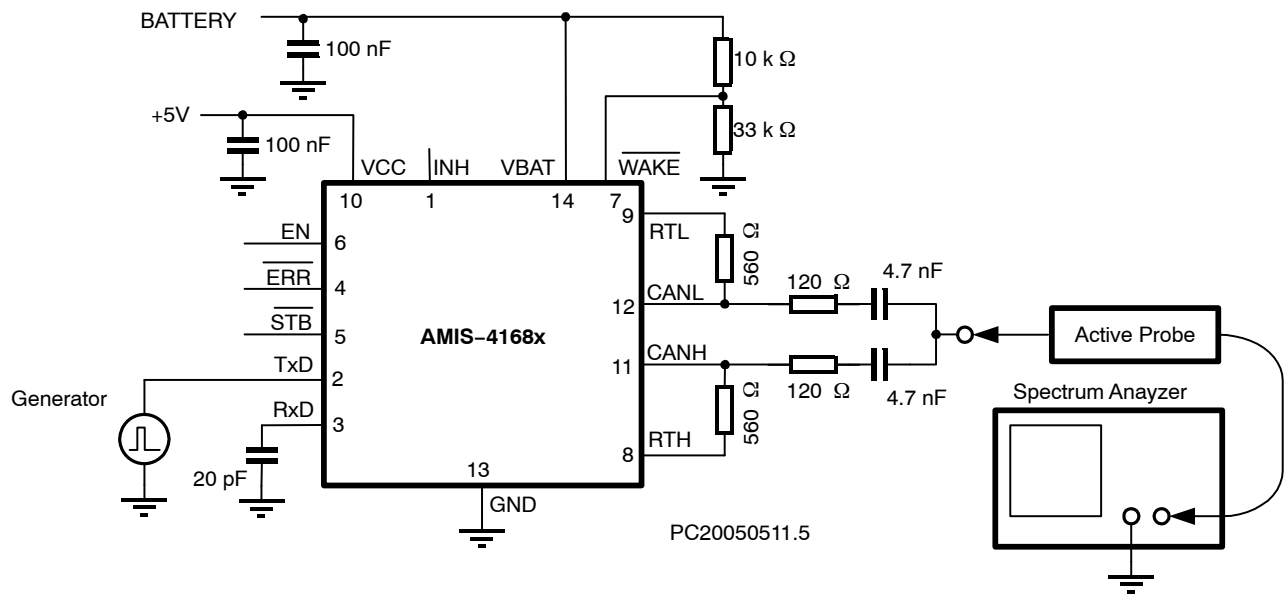 BATTERY
100 nF
10 k Ω
+5V
100 nF
33 k Ω
VCC
INH
VBAT
WAKE
10
1
14
7
9
RTL
560 Ω
EN
6
ERR
4
STB
5
TxD
2
RxD
3
AMIS-4168x
12
CANL
120 Ω
4.7 nF
11
CANH
120 Ω
4.7 nF
560 Ω
8
RTH
Active Probe
Spectrum Anayzer
Generator
20 pF
13
GND
PC20050511.5